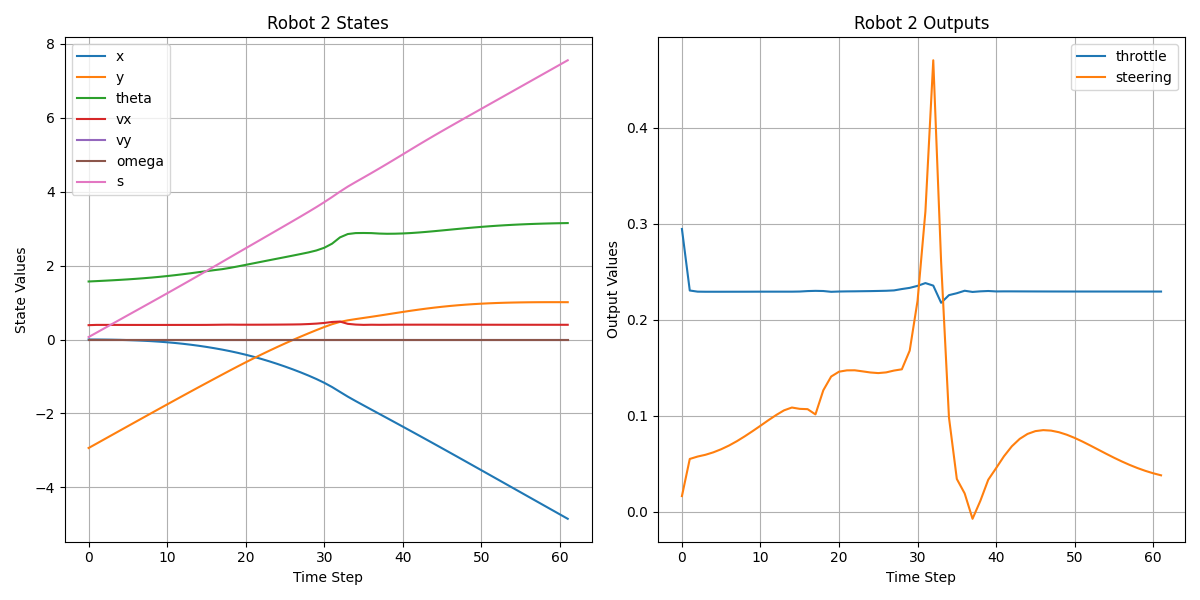 Robot 2 States
State Values
8
6
4
2
0
−2
−4
x
y
theta
vx
vy
omega
s
0 10 20 30 40 50 60
Time Step
Robot 2 Outputs
Output Values
0.4
0.3
0.2
0.1
0.0
throttle
steering
0 10 20 30 40 50 60
Time Step